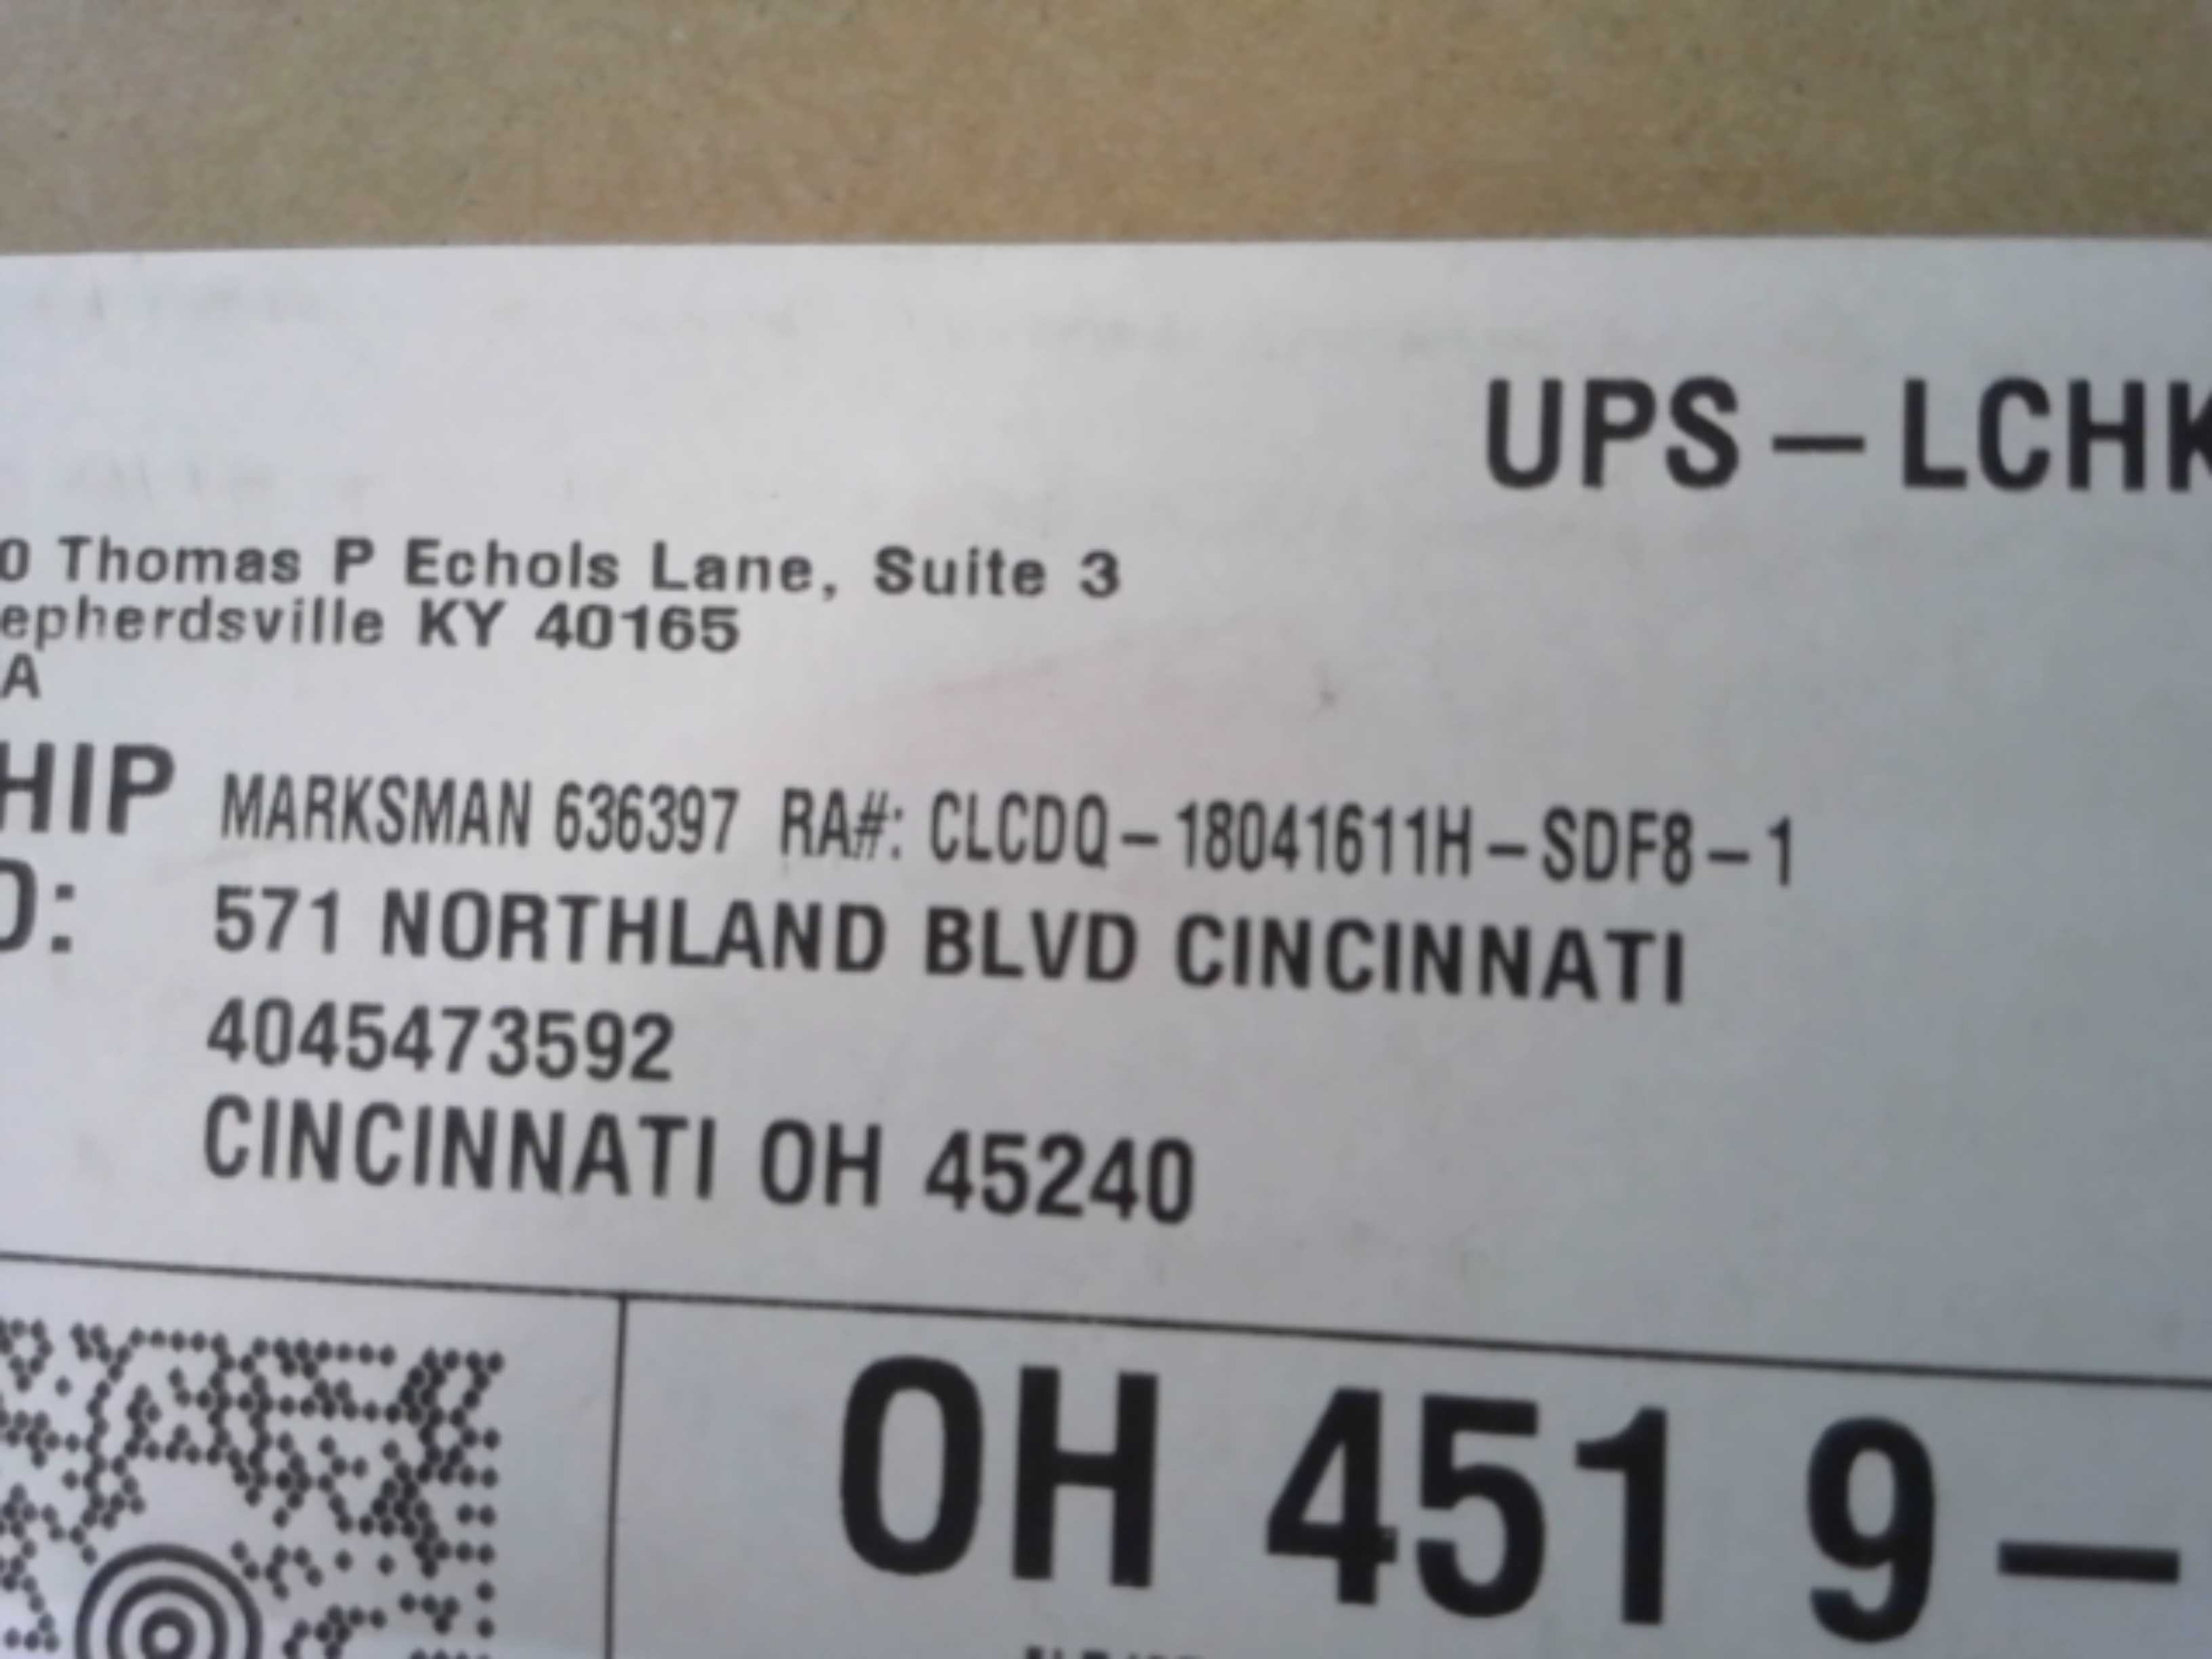 UPS – LCHK
0 Thomas P Echols Lane, Suite 3
epherdsville KY 40165
A
HIP MARKSMAN 636397 RA#: CLCDQ – 18041611H – SDF8 – 1
O: 571 NORTHLAND BLVD CINCINNATI
4045473592
CINCINNATI OH 45240
OH 451 9 –